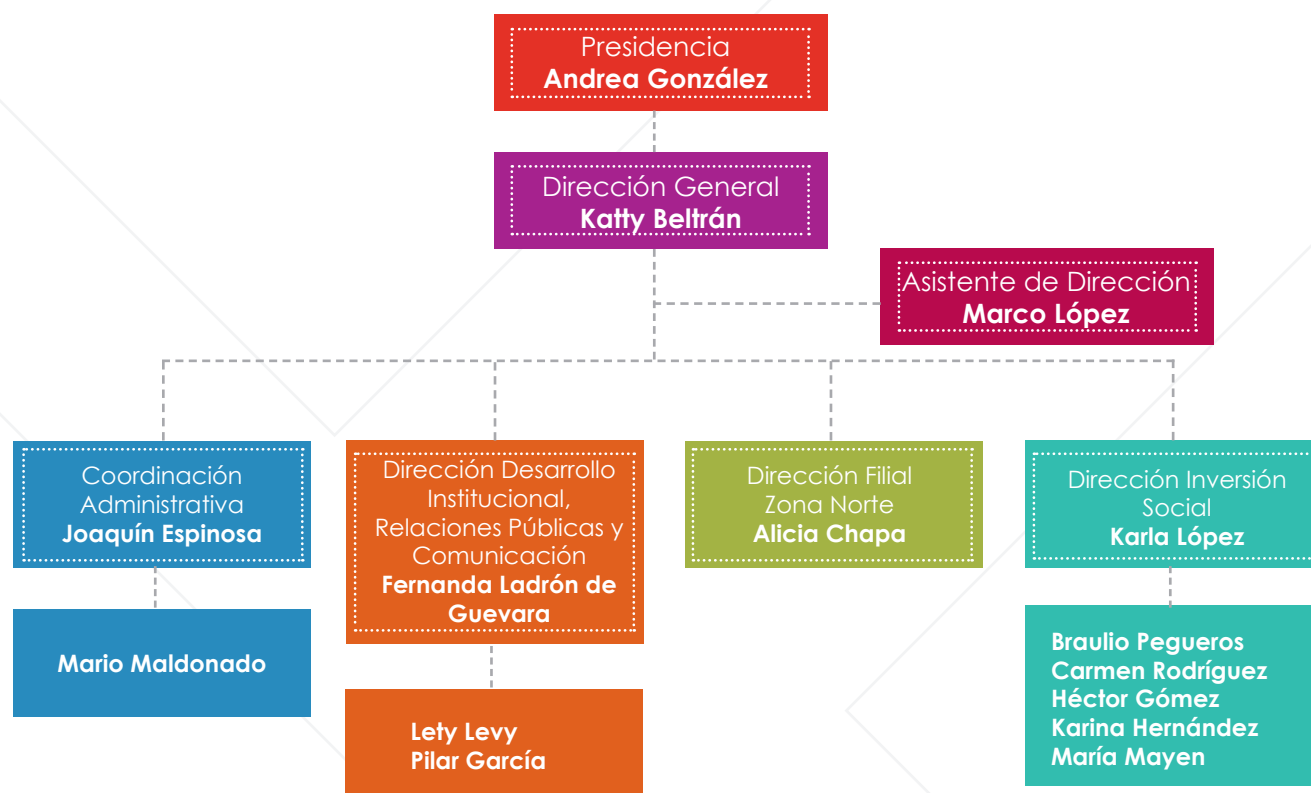 Presidencia
Andrea González
Dirección General
Katty Beltrán
Asistente de Dirección
Marco López
Coordinación
Administrativa
Joaquín Espinosa
Mario Maldonado
Dirección Desarrollo
Institucional,
Relaciones Públicas y
Comunicación
Fernanda Ladrón de
Guevara
Lety Levy
Pilar García
Dirección Filial
Zona Norte
Alicia Chapa
Dirección Inversión
Social
Karla López
Braulio Pegueros
Carmen Rodríguez
Héctor Gómez
Karina Hernández
María Mayen